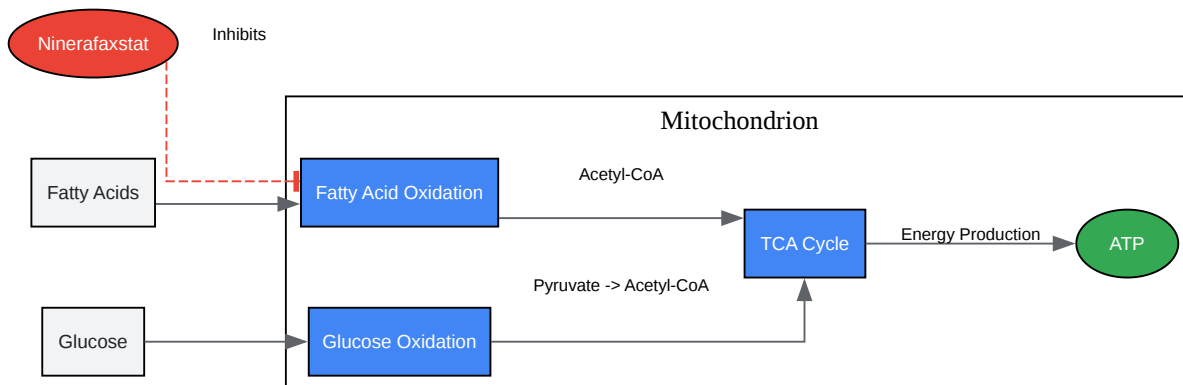 Ninerafaxstat
Inhibits
Mitochondrion
Fatty Acids
Fatty Acid Oxidation
Acetyl-CoA
TCA Cycle
Energy Production
ATP
Pyruvate -> Acetyl-CoA
Glucose
Glucose Oxidation